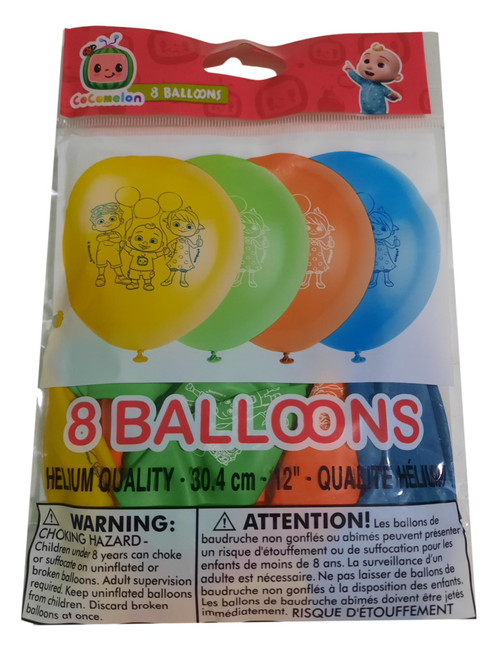 CoComelon
8 BALLOONS
8 BALLOONS
HELIUM QUALITY · 30.4 cm - 12" - QUALITÉ HÉLIUM
WARNING:
CHOKING HAZARD -
Children under 8 years can choke
or suffocate on uninflated or
broken balloons. Adult supervision
required. Keep uninflated balloons
from children. Discard broken
balloons at once.
ATTENTION! Les ballons de
baudruche non gonflés ou abîmés peuvent présenter
un risque d'étouffement ou de suffocation pour les
enfants de moins de 8 ans. La surveillance d'un
adulte est nécessaire. Ne pas laisser de ballons de
baudruche non gonflés à la disposition des enfants.
Les ballons de baudruche abîmés doivent être jetés
immédiatement. RISQUE D'ÉTOUFFEMENT